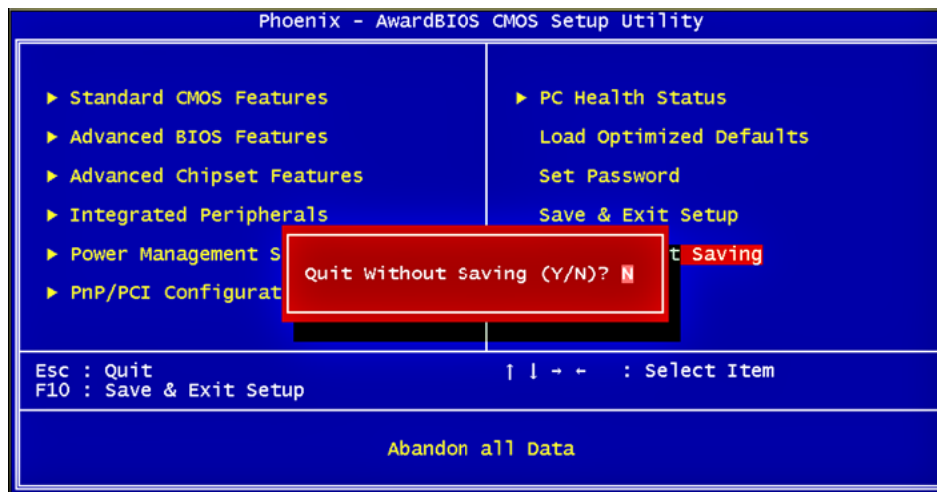 Phoenix - AwardBIOS CMOS Setup Utility
▶ Standard CMOS Features
▶ Advanced BIOS Features
▶ Advanced Chipset Features
▶ Integrated Peripherals
▶ Power Management S
▶ PnP/PCI Configurat
▶ PC Health Status
Load Optimized Defaults
Set Password
Save & Exit Setup
t Saving
Quit Without Saving (Y/N)? N
Esc : Quit
F10 : Save & Exit Setup
↑ ↓ → ← : Select Item
Abandon all Data